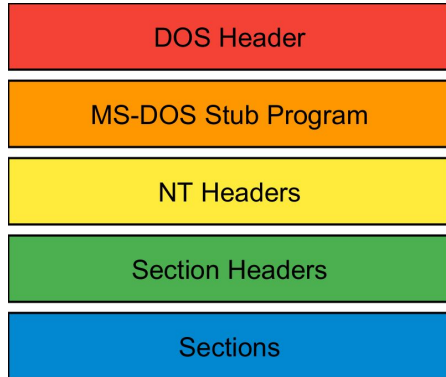 DOS Header
MS-DOS Stub Program
NT Headers
Section Headers
Sections